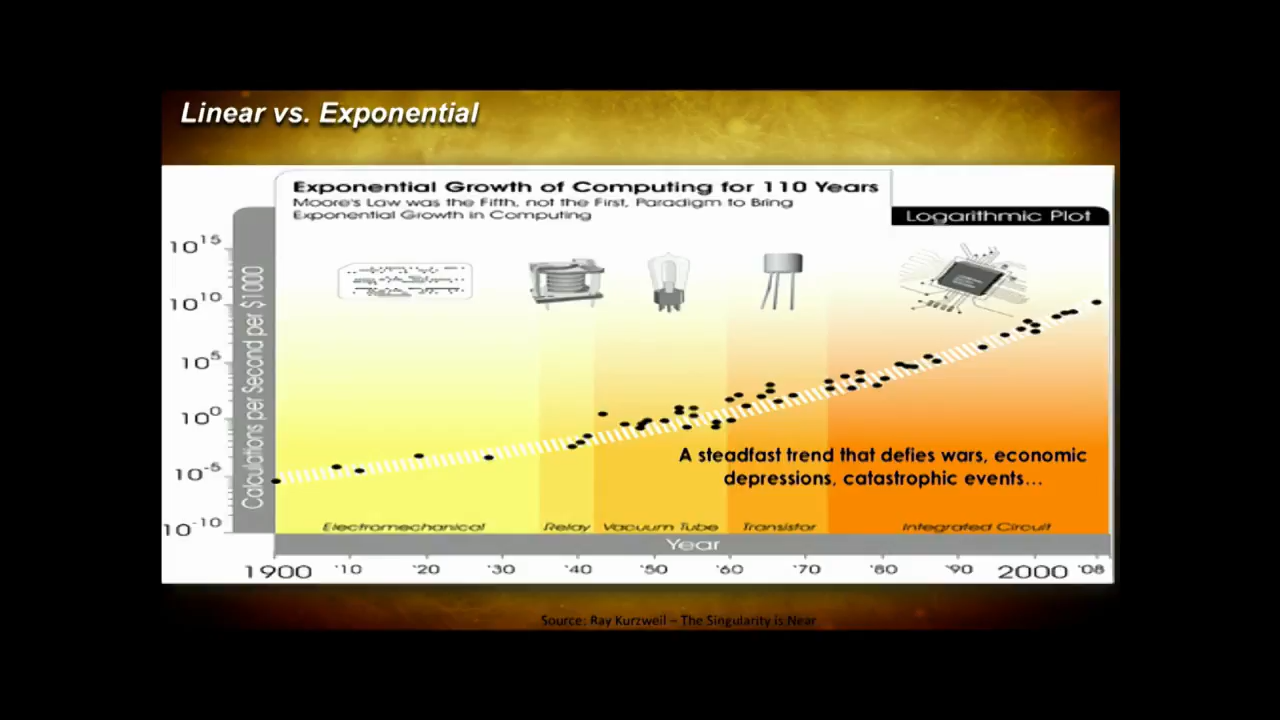 Linear vs. Exponential
Exponential Growth of Computing for 110 Years
Moore's Law was the Fifth, not the First, Paradigm to Bring
Exponential Growth in Computing
Logarithmic Plot
Calculations per Second per $1000
10^15
10^10
10^5
10^0
10^-5
10^-10
A steadfast trend that defies wars, economic
depressions, catastrophic events...
Electromechanical Relay Vacuum Tube Transistor Integrated Circuit
Year
1900 '10 '20 '30 '40 '50 '60 '70 '80 '90 2000 '08
Source: Ray Kurzweil – The Singularity is Near